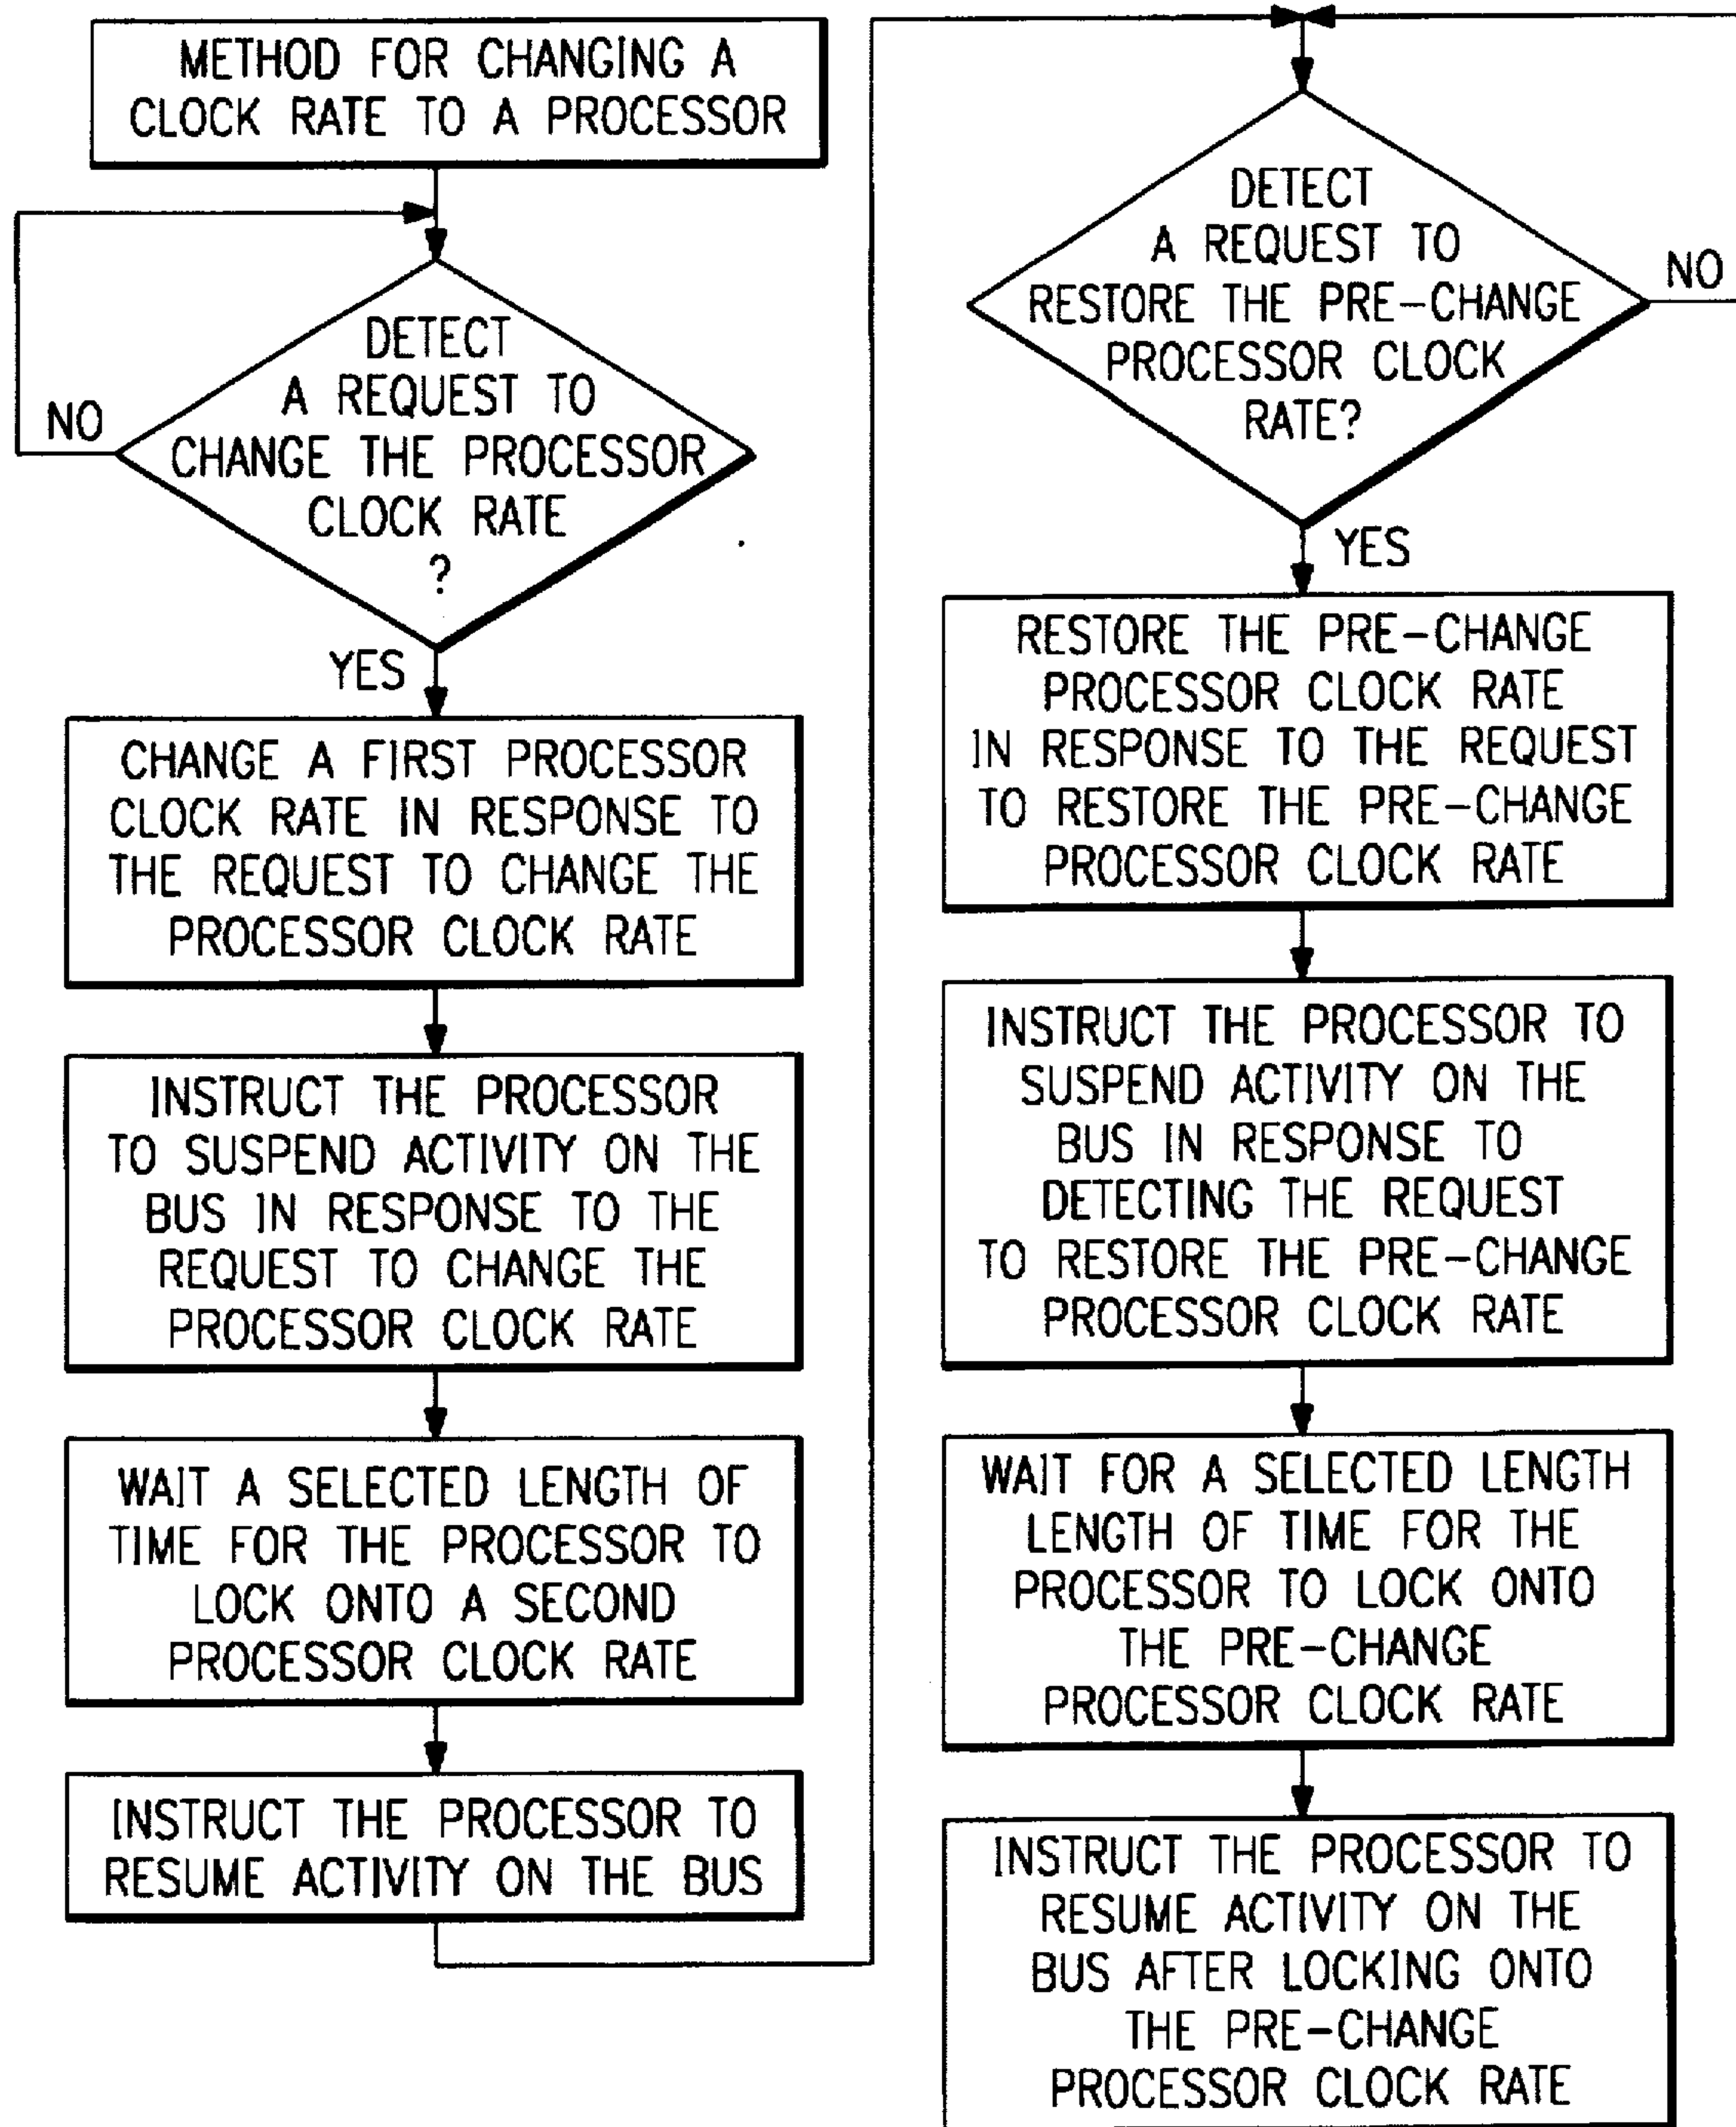 METHOD FOR CHANGING A
CLOCK RATE TO A PROCESSOR
DETECT
A REQUEST TO
CHANGE THE PROCESSOR
CLOCK RATE
?
NO
YES
CHANGE A FIRST PROCESSOR
CLOCK RATE IN RESPONSE TO
THE REQUEST TO CHANGE THE
PROCESSOR CLOCK RATE
INSTRUCT THE PROCESSOR
TO SUSPEND ACTIVITY ON THE
BUS IN RESPONSE TO THE
REQUEST TO CHANGE THE
PROCESSOR CLOCK RATE
WAIT A SELECTED LENGTH OF
TIME FOR THE PROCESSOR TO
LOCK ONTO A SECOND
PROCESSOR CLOCK RATE
INSTRUCT THE PROCESSOR TO
RESUME ACTIVITY ON THE BUS
DETECT
A REQUEST TO
RESTORE THE PRE-CHANGE
PROCESSOR CLOCK
RATE?
NO
YES
RESTORE THE PRE-CHANGE
PROCESSOR CLOCK RATE
IN RESPONSE TO THE REQUEST
TO RESTORE THE PRE-CHANGE
PROCESSOR CLOCK RATE
INSTRUCT THE PROCESSOR TO
SUSPEND ACTIVITY ON THE
BUS IN RESPONSE TO
DETECTING THE REQUEST
TO RESTORE THE PRE-CHANGE
PROCESSOR CLOCK RATE
WAIT FOR A SELECTED LENGTH
LENGTH OF TIME FOR THE
PROCESSOR TO LOCK ONTO
THE PRE-CHANGE
PROCESSOR CLOCK RATE
INSTRUCT THE PROCESSOR TO
RESUME ACTIVITY ON THE
BUS AFTER LOCKING ONTO
THE PRE-CHANGE
PROCESSOR CLOCK RATE